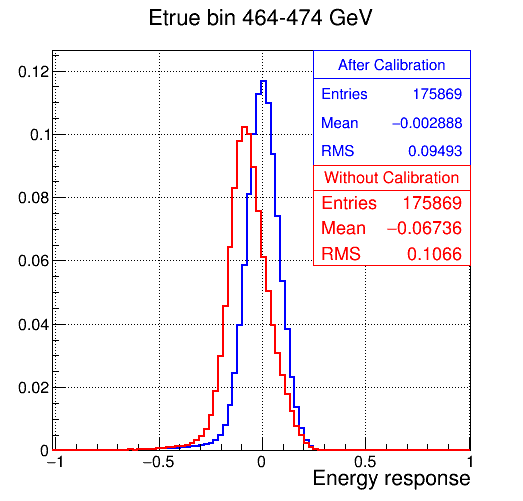 Etrue bin 464-474 GeV
After Calibration
Entries 175869
Mean −0.002888
RMS 0.09493
Without Calibration
Entries 175869
Mean −0.06736
RMS 0.1066
0.12
0.1
0.08
0.06
0.04
0.02
0
−1 −0.5 0 0.5 1
Energy response